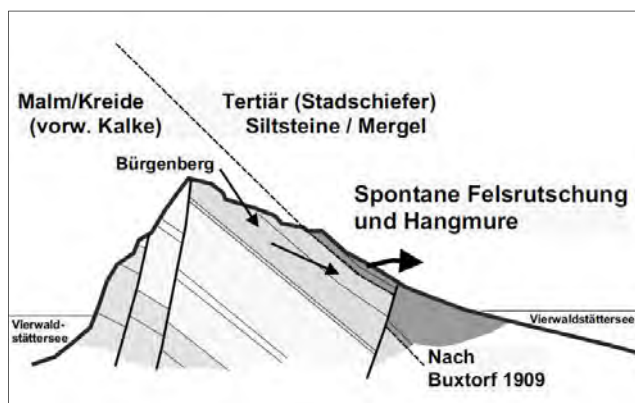 Malm/Kreide
(vorw. Kalke)
Tertiär (Stadschiefer)
Siltsteine / Mergel
Bürgenberg
Spontane Felsrutschung
und Hangmure
Vierwald-
stättersee
Vierwaldstättersee
Nach
Buxtorf 1909